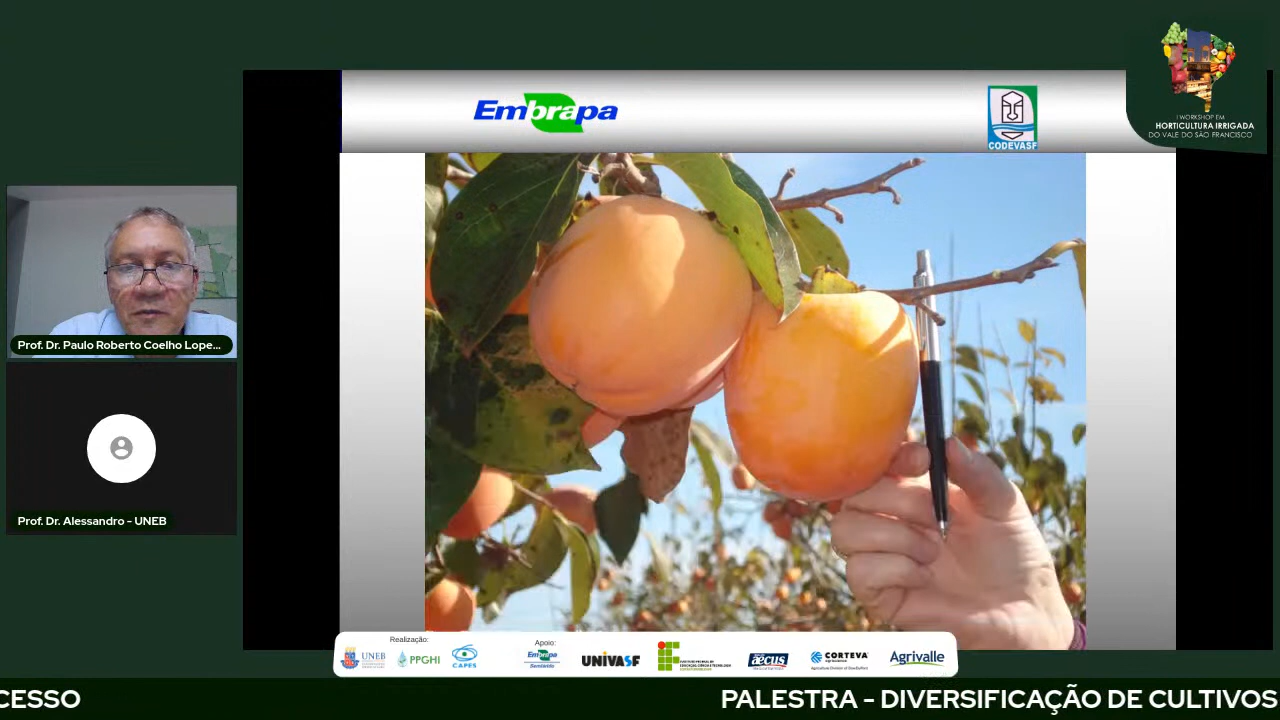 Embrapa
CODEVASF
I WORKSHOP EM
HORTICULTURA IRRIGADA
DO VALE DO SÃO FRANCISCO
Prof. Dr. Paulo Roberto Coelho Lope...
Prof. Dr. Alessandro - UNEB
Realização:
UNEB
PPGHI
CAPES
Apoio:
Embrapa
Semiárido
UNIVASF
aecus
CORTEVA
agriscience
Agrivalle
CESSO
PALESTRA - DIVERSIFICAÇÃO DE CULTIVOS